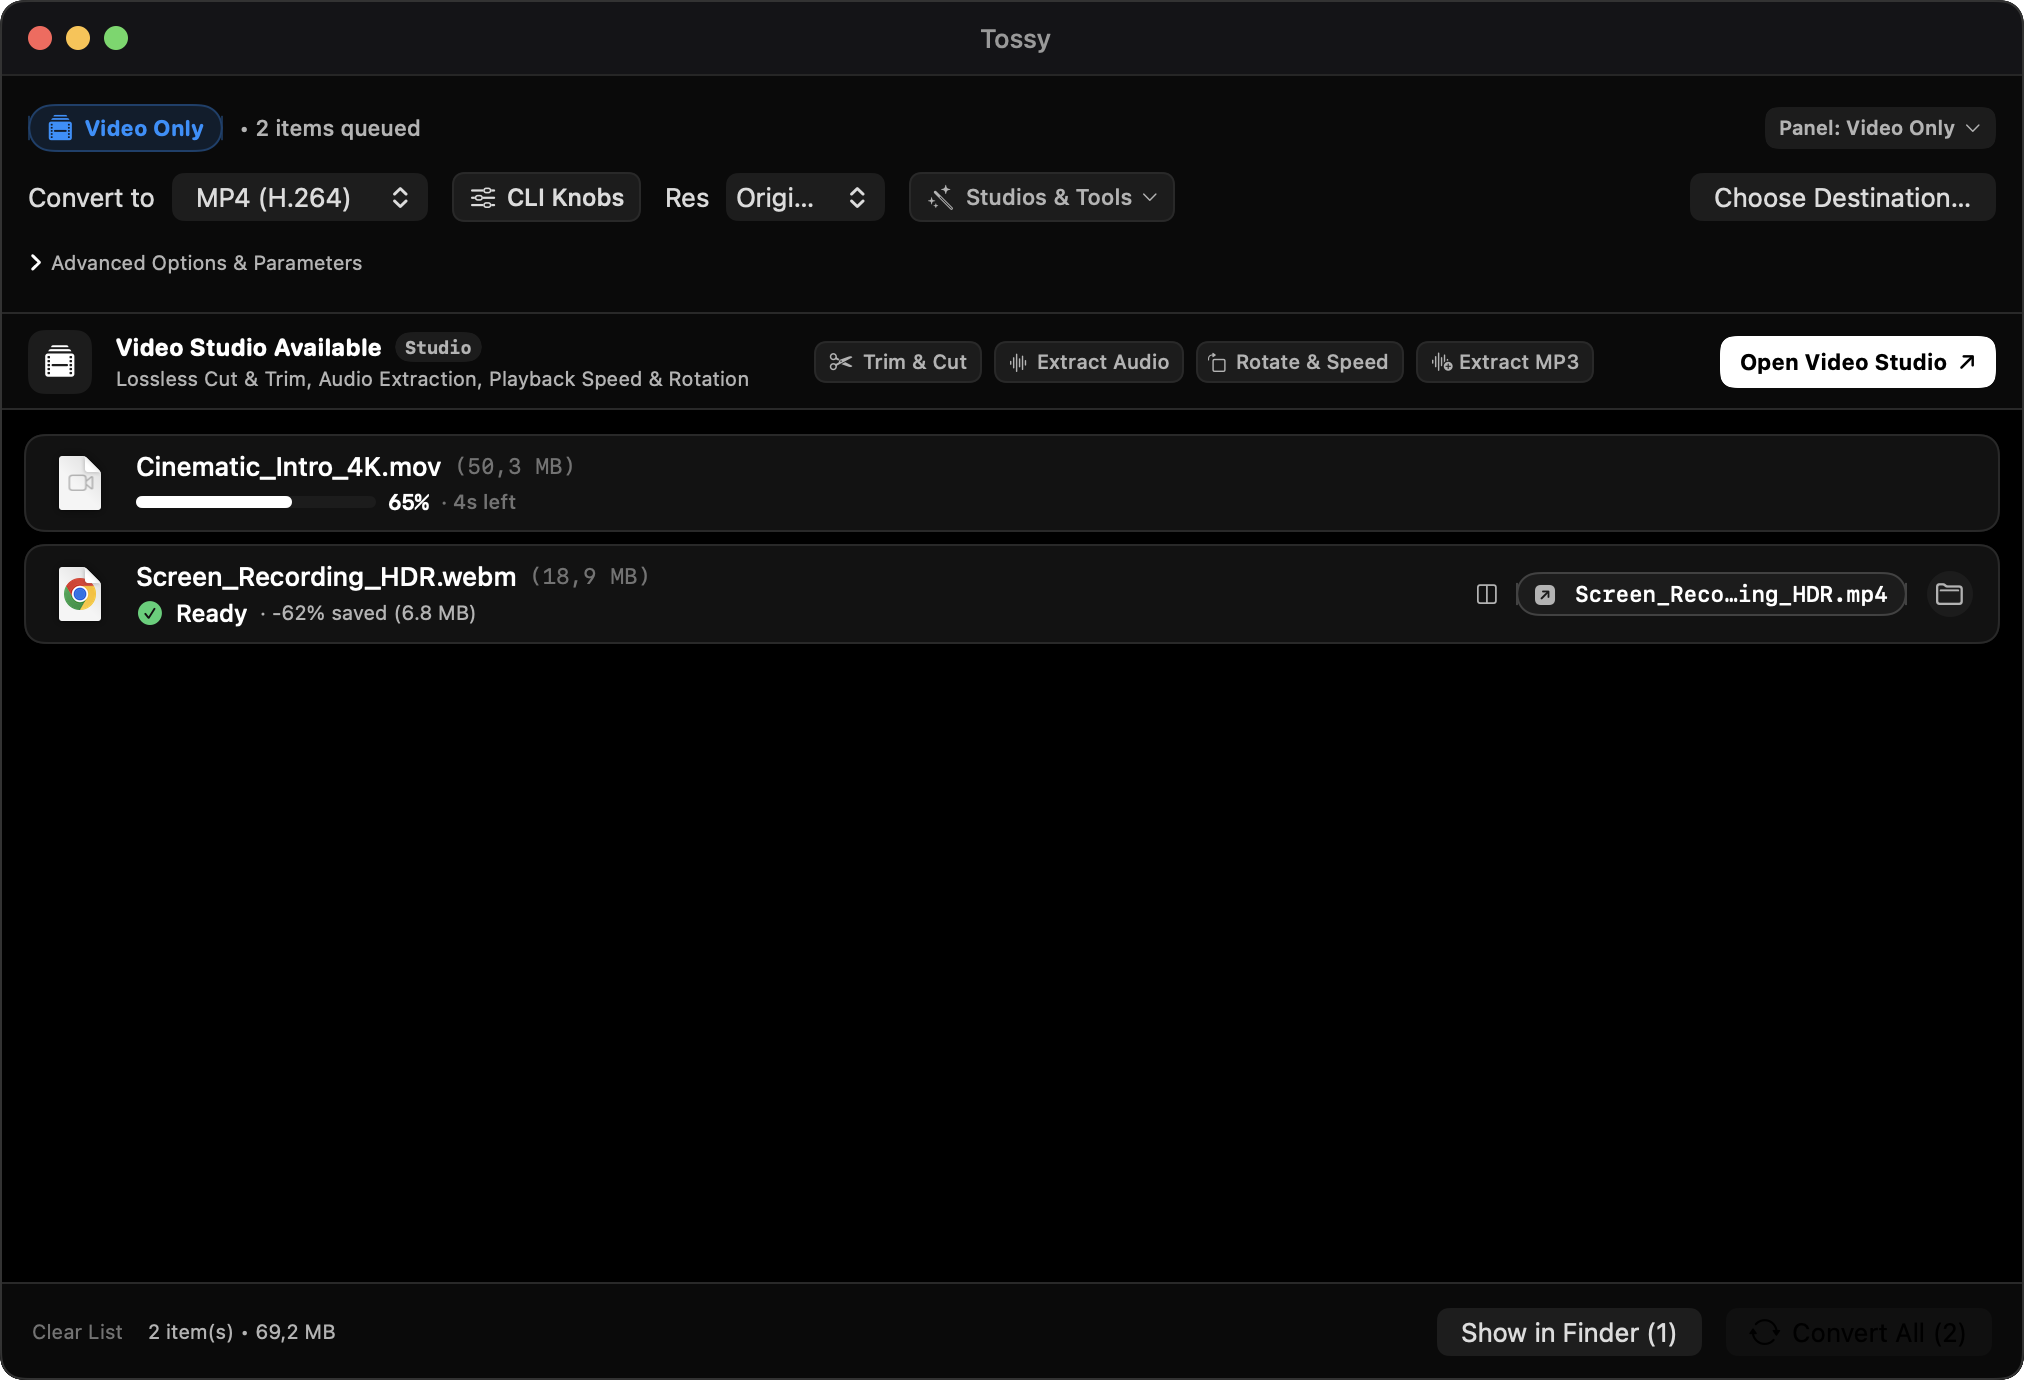 Tossy
Video Only • 2 items queued Panel: Video Only
Convert to MP4 (H.264) CLI Knobs Res Origi... Studios & Tools Choose Destination...
Advanced Options & Parameters
Video Studio Available Studio
Lossless Cut & Trim, Audio Extraction, Playback Speed & Rotation
Trim & Cut Extract Audio Rotate & Speed Extract MP3 Open Video Studio
Cinematic_Intro_4K.mov (50,3 MB)
65% · 4s left
Screen_Recording_HDR.webm (18,9 MB)
Ready · -62% saved (6.8 MB)
Screen_Reco…ing_HDR.mp4
Clear List 2 item(s) • 69,2 MB Show in Finder (1) Convert All (2)